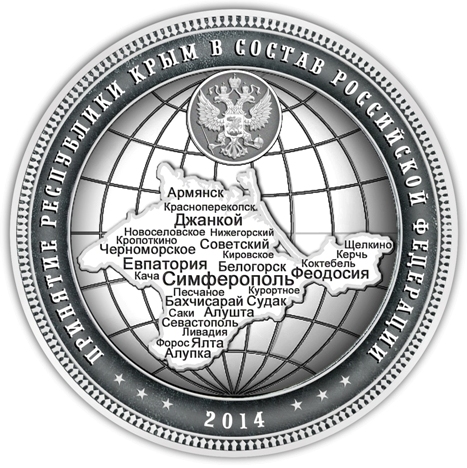 ПРИНЯТИЕ РЕСПУБЛИКИ КРЫМ В СОСТАВ РОССИЙСКОЙ ФЕДЕРАЦИИ
Армянск
Красноперекопск.
Джанкой
Новоселовское Нижегорский
Кропоткино Советский Щелкино
Черноморское Кировское Керчь
Евпатория Белогорск Коктебель
Кача Симферополь Феодосия
Песчаное Курортное
Бахчисарай Судак
Саки Алушта
Севастополь
Ливадия
Форос Ялта
Алупка
2014